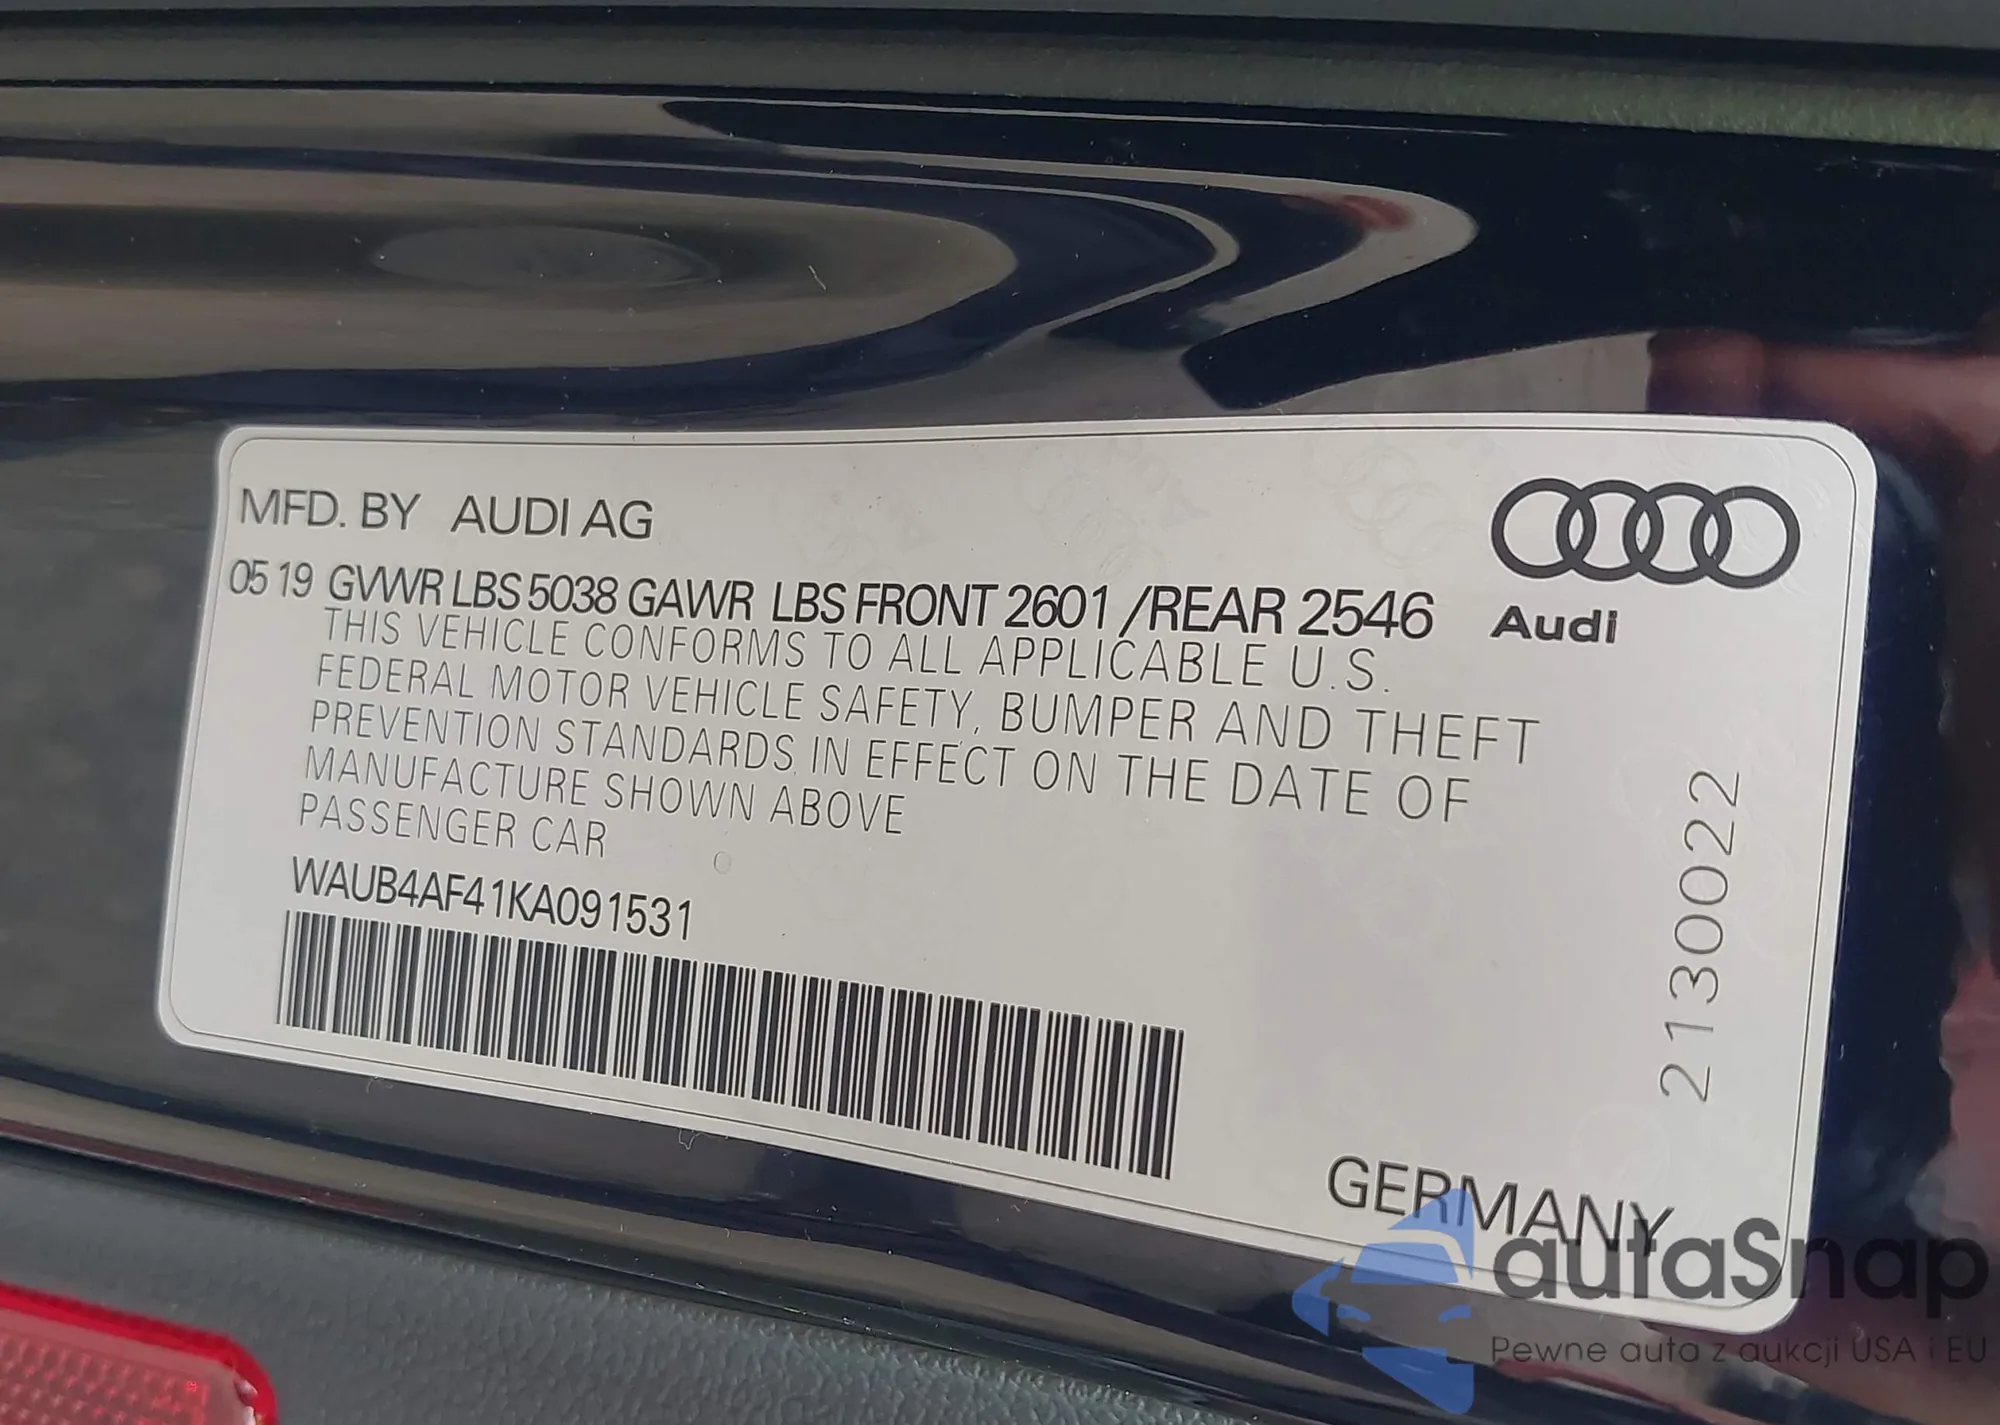 MFD. BY AUDI AG
05 19 GVWR LBS 5038 GAWR LBS FRONT 2601 /REAR 2546
Audi
THIS VEHICLE CONFORMS TO ALL APPLICABLE U.S.
FEDERAL MOTOR VEHICLE SAFETY, BUMPER AND THEFT
PREVENTION STANDARDS IN EFFECT ON THE DATE OF
MANUFACTURE SHOWN ABOVE
PASSENGER CAR
WAUB4AF41KA091531
2130022
GERMANY
autaSnap
Pewne auta z aukcji USA i EU